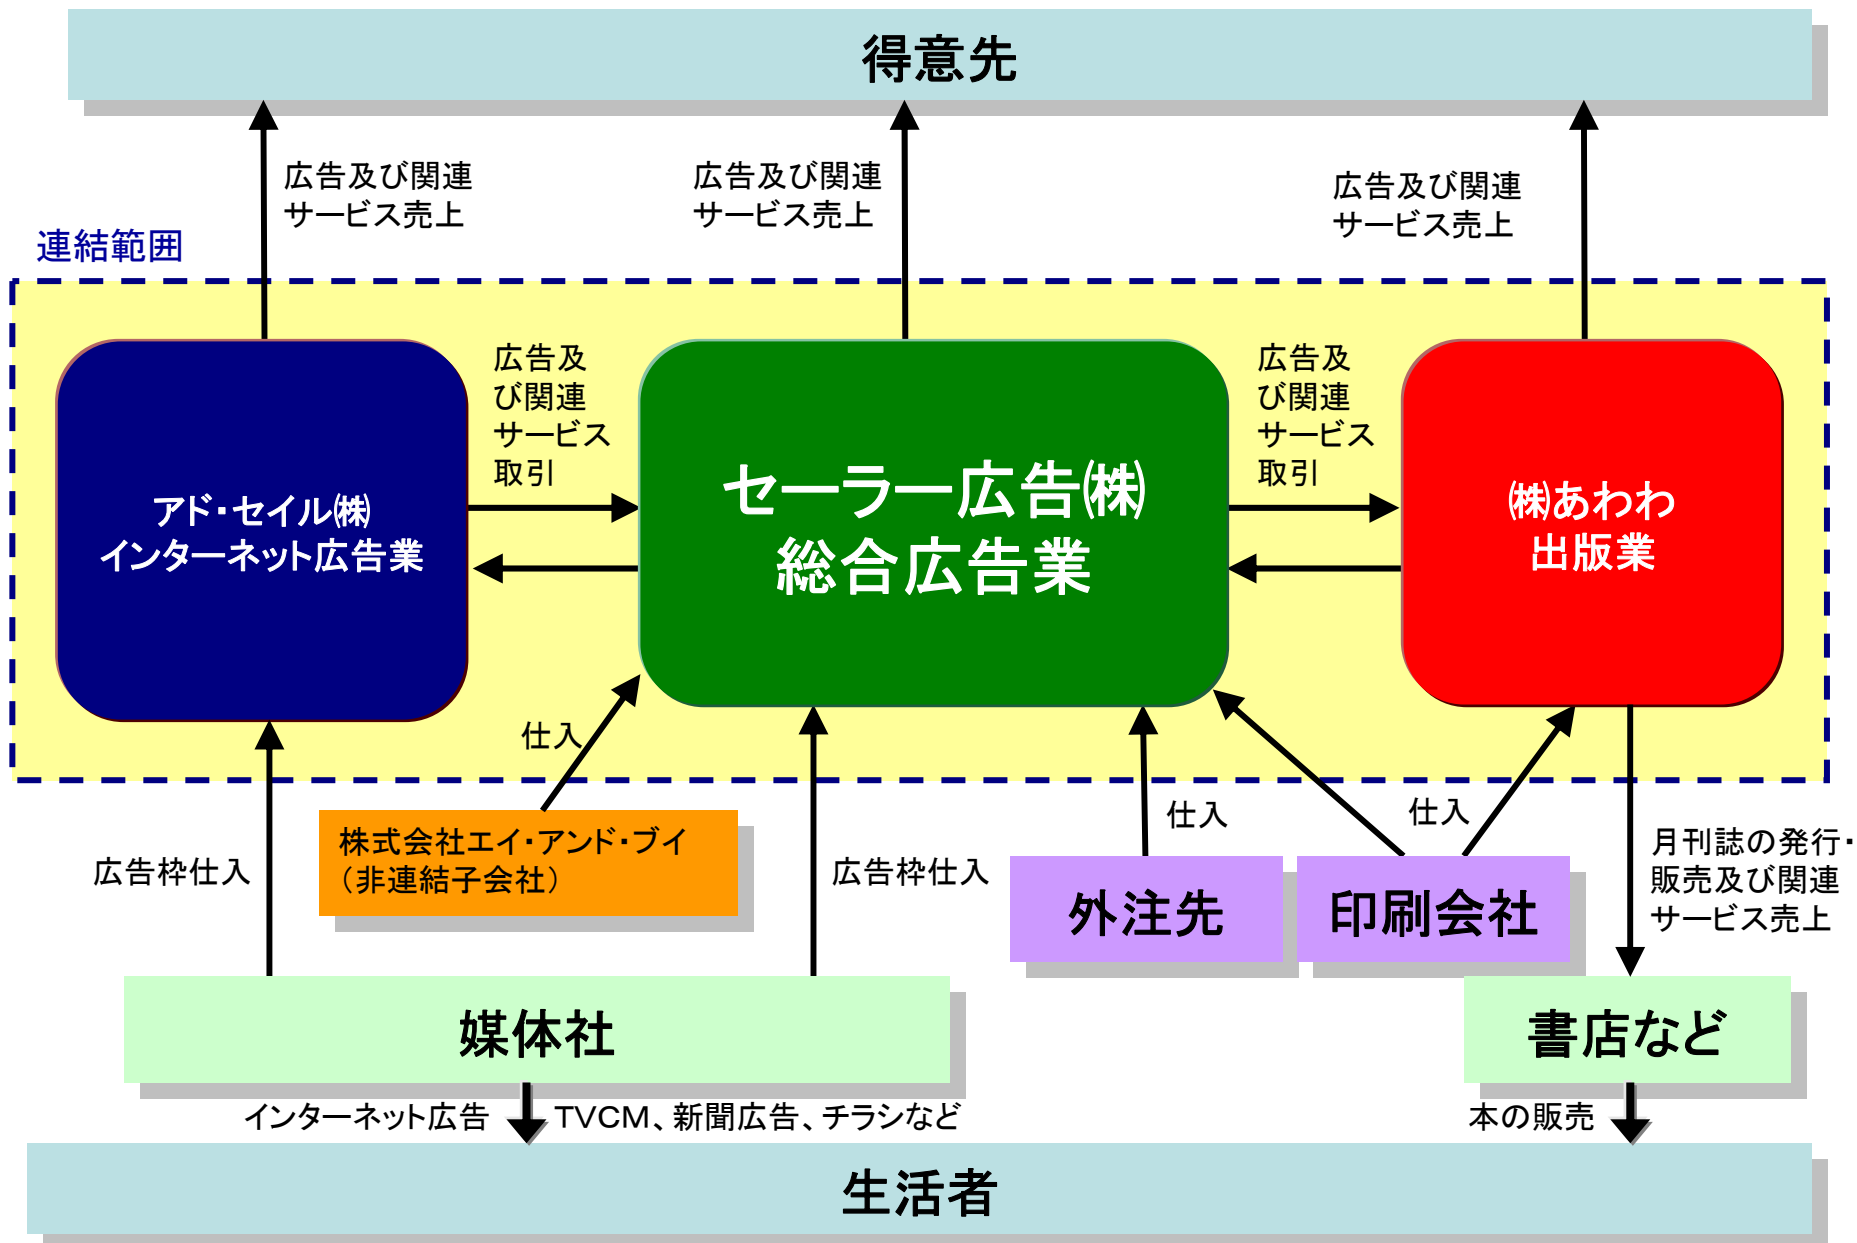 得意先
広告及び関連
サービス売上
広告及び関連
サービス売上
広告及び関連
サービス売上
連結範囲
アド・セイル㈱
インターネット広告業
広告及
び関連
サービス
取引
セーラー広告㈱
総合広告業
広告及
び関連
サービス
取引
㈱あわわ
出版業
仕入
株式会社エイ・アンド・ブイ
（非連結子会社）
広告枠仕入
広告枠仕入
仕入
仕入
外注先
印刷会社
月刊誌の発行・
販売及び関連
サービス売上
媒体社
書店など
インターネット広告
TVCM、新聞広告、チラシなど
本の販売
生活者